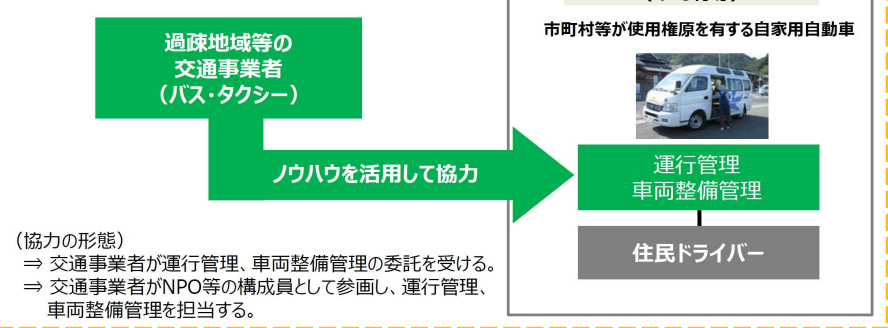 市町村等が使用権原を有する自家用自動車
過疎地域等の
交通事業者
（バス・タクシー）
ノウハウを活用して協力
運行管理
車両整備管理
住民ドライバー
（協力の形態）
⇒ 交通事業者が運行管理、車両整備管理の委託を受ける。
⇒ 交通事業者がNPO等の構成員として参画し、運行管理、
車両整備管理を担当する。